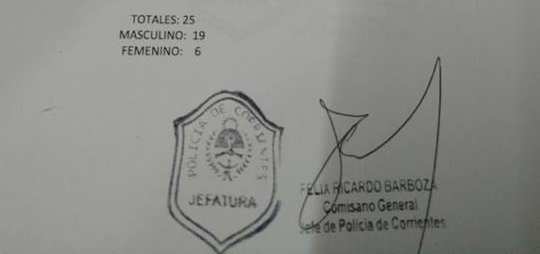 TOTALES: 25
MASCULINO: 19
FEMENINO: 6
POLICIA DE CORRIENTES
JEFATURA
FELIX RICARDO BARBOZA
Comisario General
Jefe de Policía de Corrientes